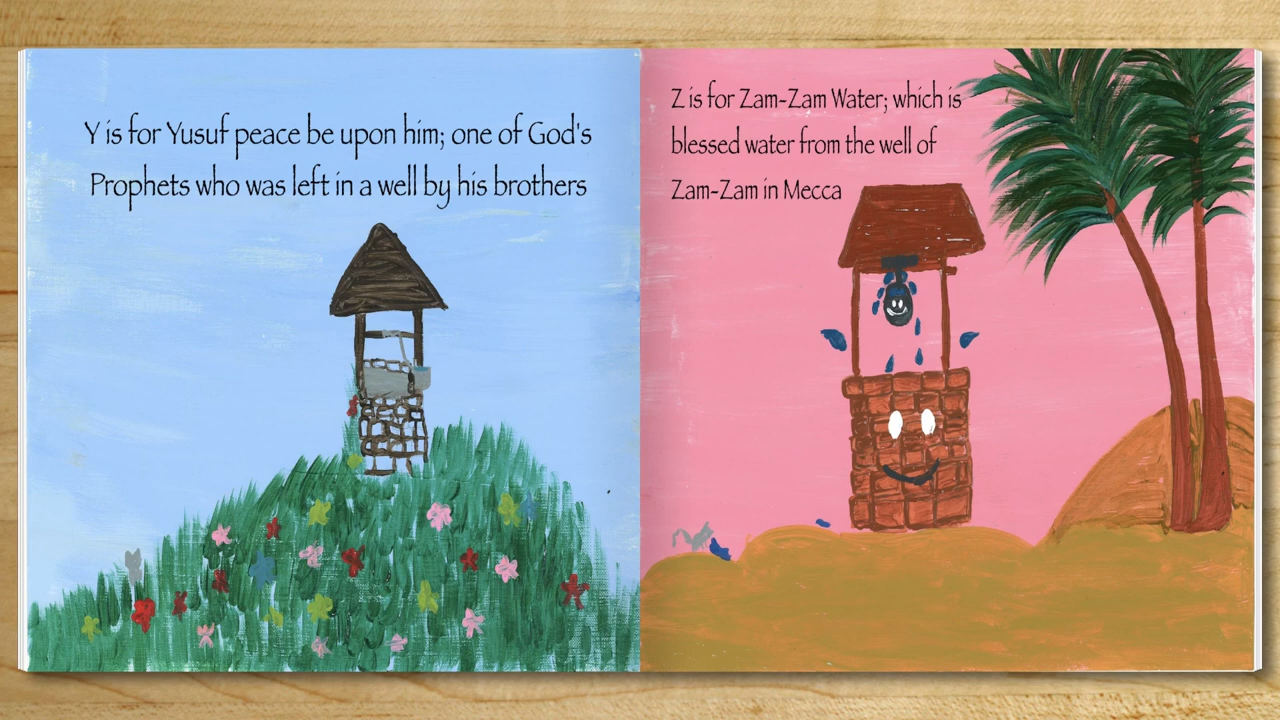 Y is for Yusuf peace be upon him; one of God's
Prophets who was left in a well by his brothers
Z is for Zam-Zam Water; which is
blessed water from the well of
Zam-Zam in Mecca